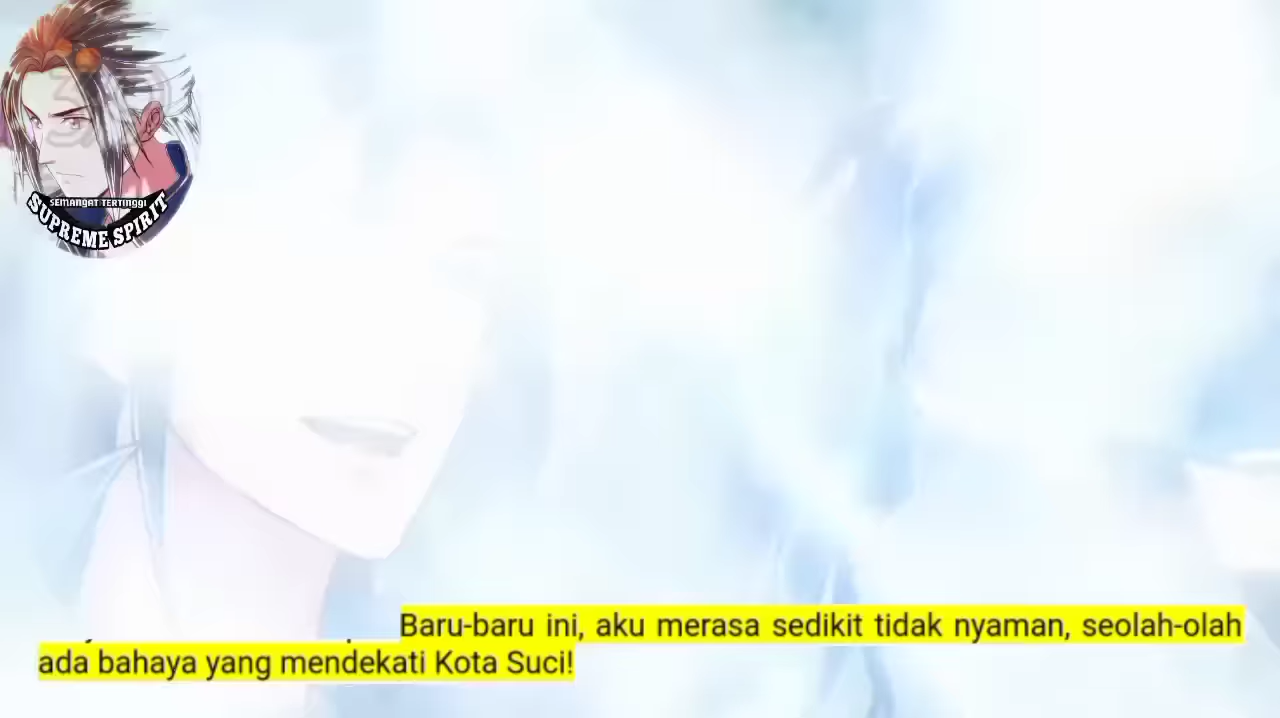 SEMANGAT TERTINGGI
SUPREME SPIRIT
Baru-baru ini, aku merasa sedikit tidak nyaman, seolah-olah
ada bahaya yang mendekati Kota Suci!